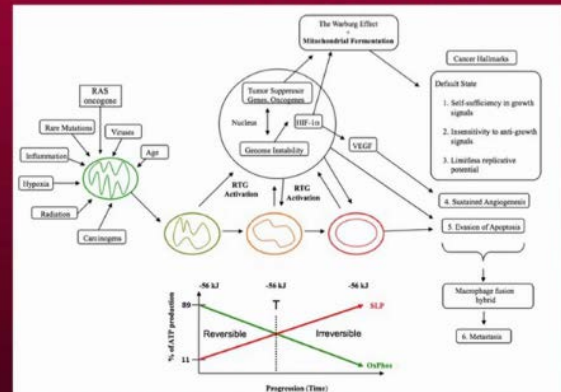 The Warburg Effect
+
Mitochondrial Fermentation
Cancer Hallmarks
Default State
1. Self-sufficiency in growth
signals
2. Insensitivity to anti-growth
signals
3. Limitless replicative
potential
RAS
oncogene
Rare Mutations
Viruses
Inflammation
Age
Hypoxia
Radiation
Carcinogens
Tumor Suppressor
Genes, Oncogenes
Nucleus
HIF-1α
Genome Instability
VEGF
RTG
Activation
RTG
Activation
4. Sustained Angiogenesis
5. Evasion of Apoptosis
Macrophage fusion
hybrid
6. Metastasis
-56 kJ
-56 kJ
-56 kJ
% of ATP production
89
T
SLP
Reversible
Irreversible
11
OxPhos
Progression (Time)